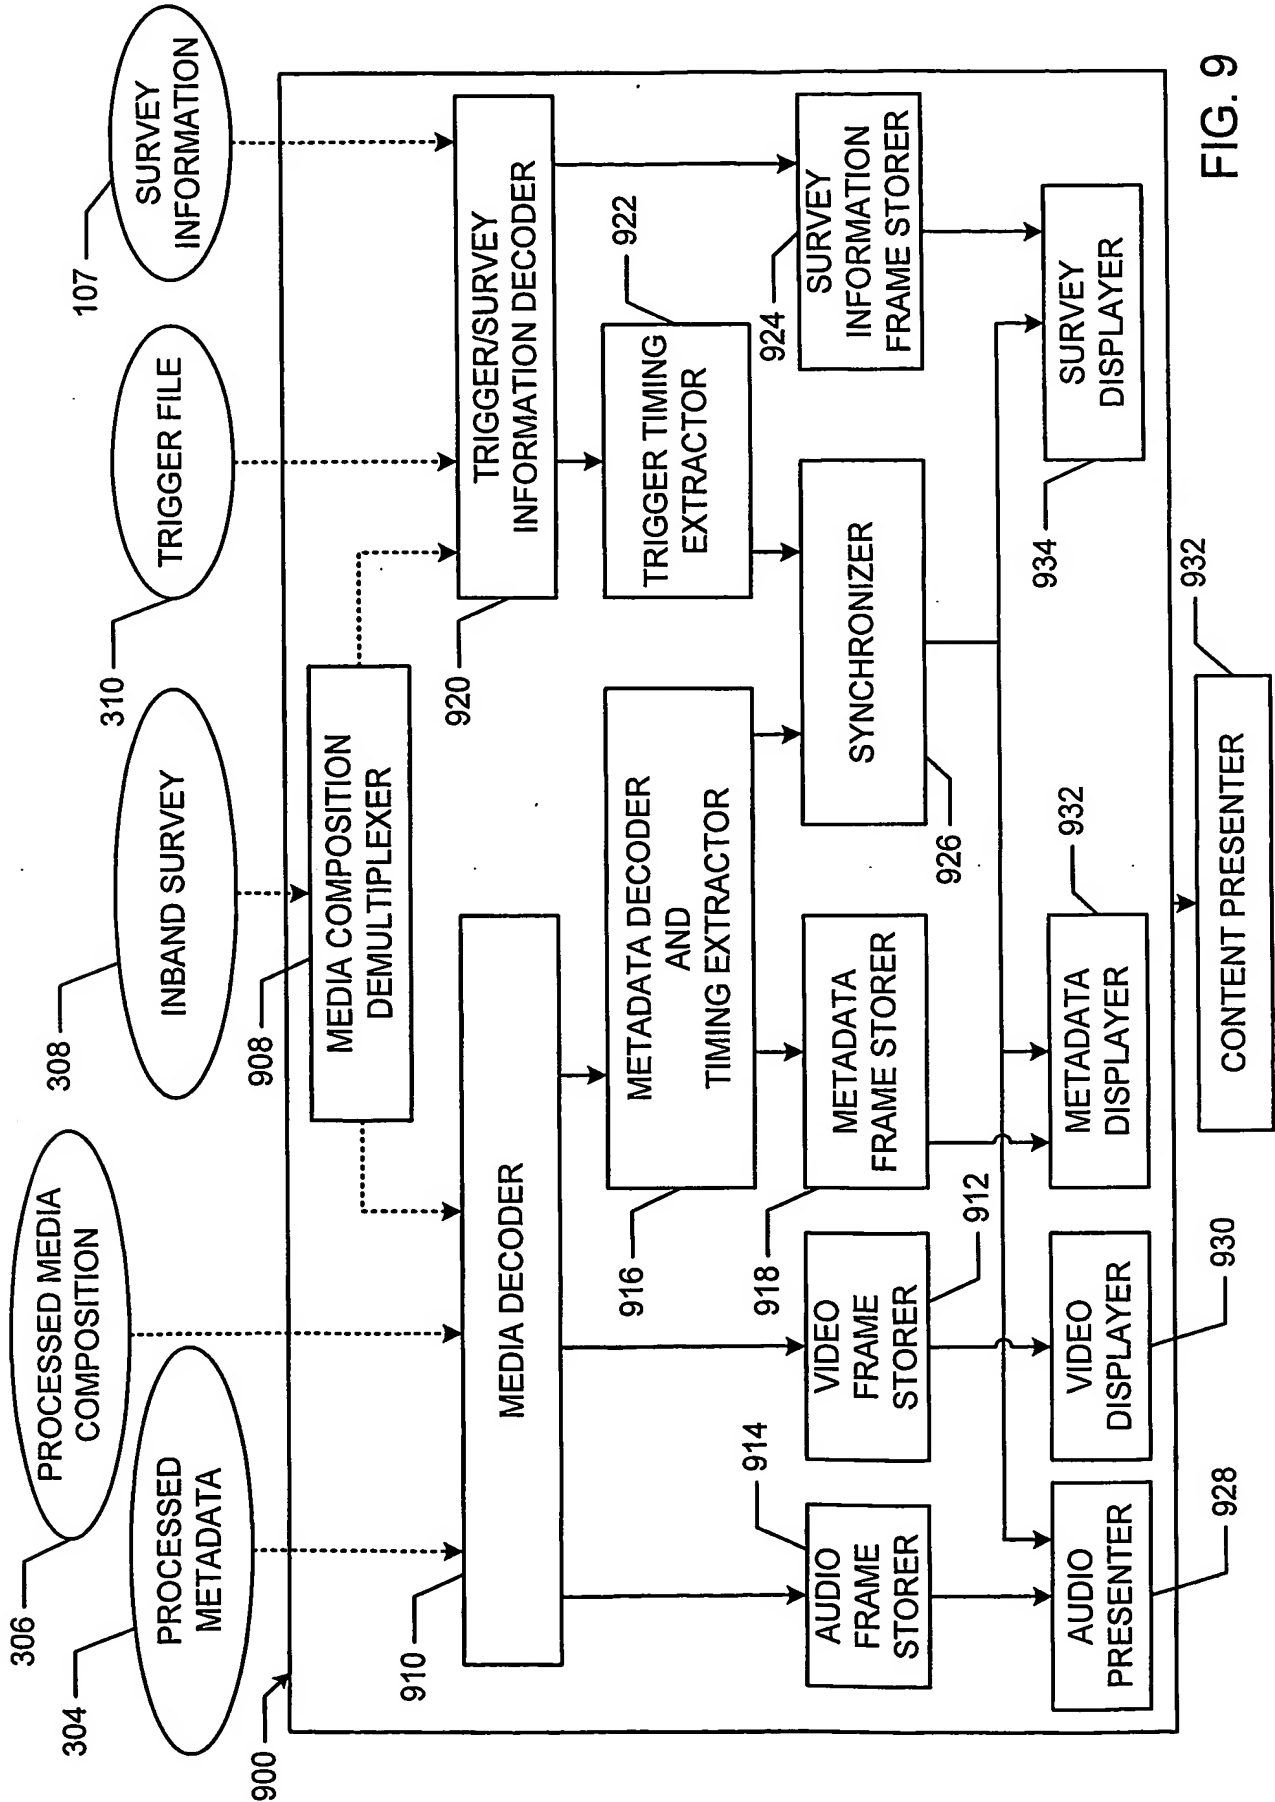 306
PROCESSED MEDIA
COMPOSITION
304
PROCESSED
METADATA
308
INBAND SURVEY
310
TRIGGER FILE
107
SURVEY
INFORMATION
900
908
MEDIA COMPOSITION
DEMULTIPLEXER
910
MEDIA DECODER
920
TRIGGER/SURVEY
INFORMATION DECODER
916
METADATA DECODER
AND
TIMING EXTRACTOR
TRIGGER TIMING
EXTRACTOR
922
914
AUDIO
FRAME
STORER
VIDEO
FRAME
STORER
912
918
METADATA
FRAME STORER
SYNCHRONIZER
926
924
SURVEY
INFORMATION
FRAME STORER
AUDIO
PRESENTER
928
VIDEO
DISPLAYER
930
METADATA
DISPLAYER
932
934
SURVEY
DISPLAYER
CONTENT PRESENTER
932
FIG. 9